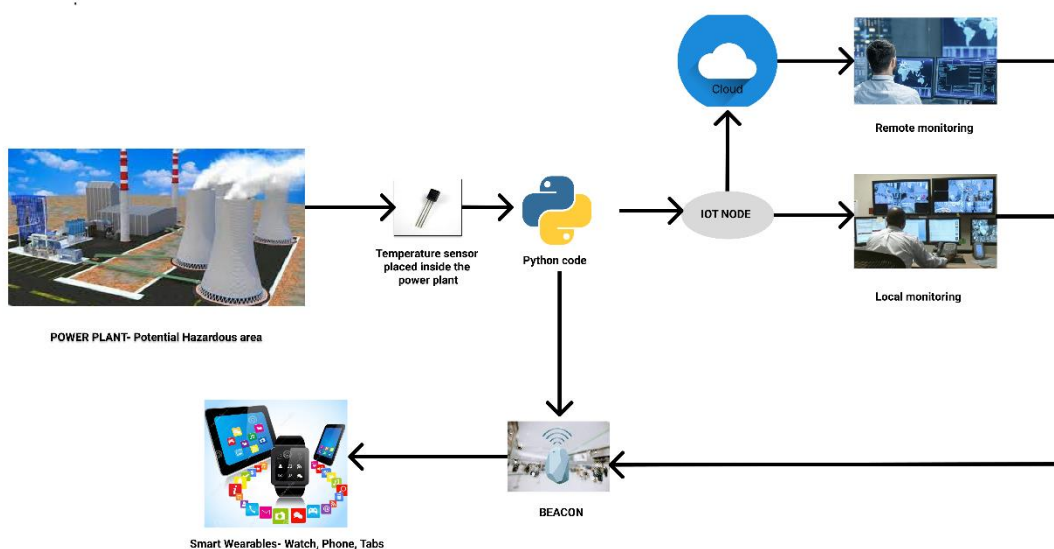 Cloud
Remote monitoring
IOT NODE
Temperature sensor
placed inside the
power plant
Python code
Local monitoring
POWER PLANT- Potential Hazardous area
BEACON
Smart Wearables- Watch, Phone, Tabs